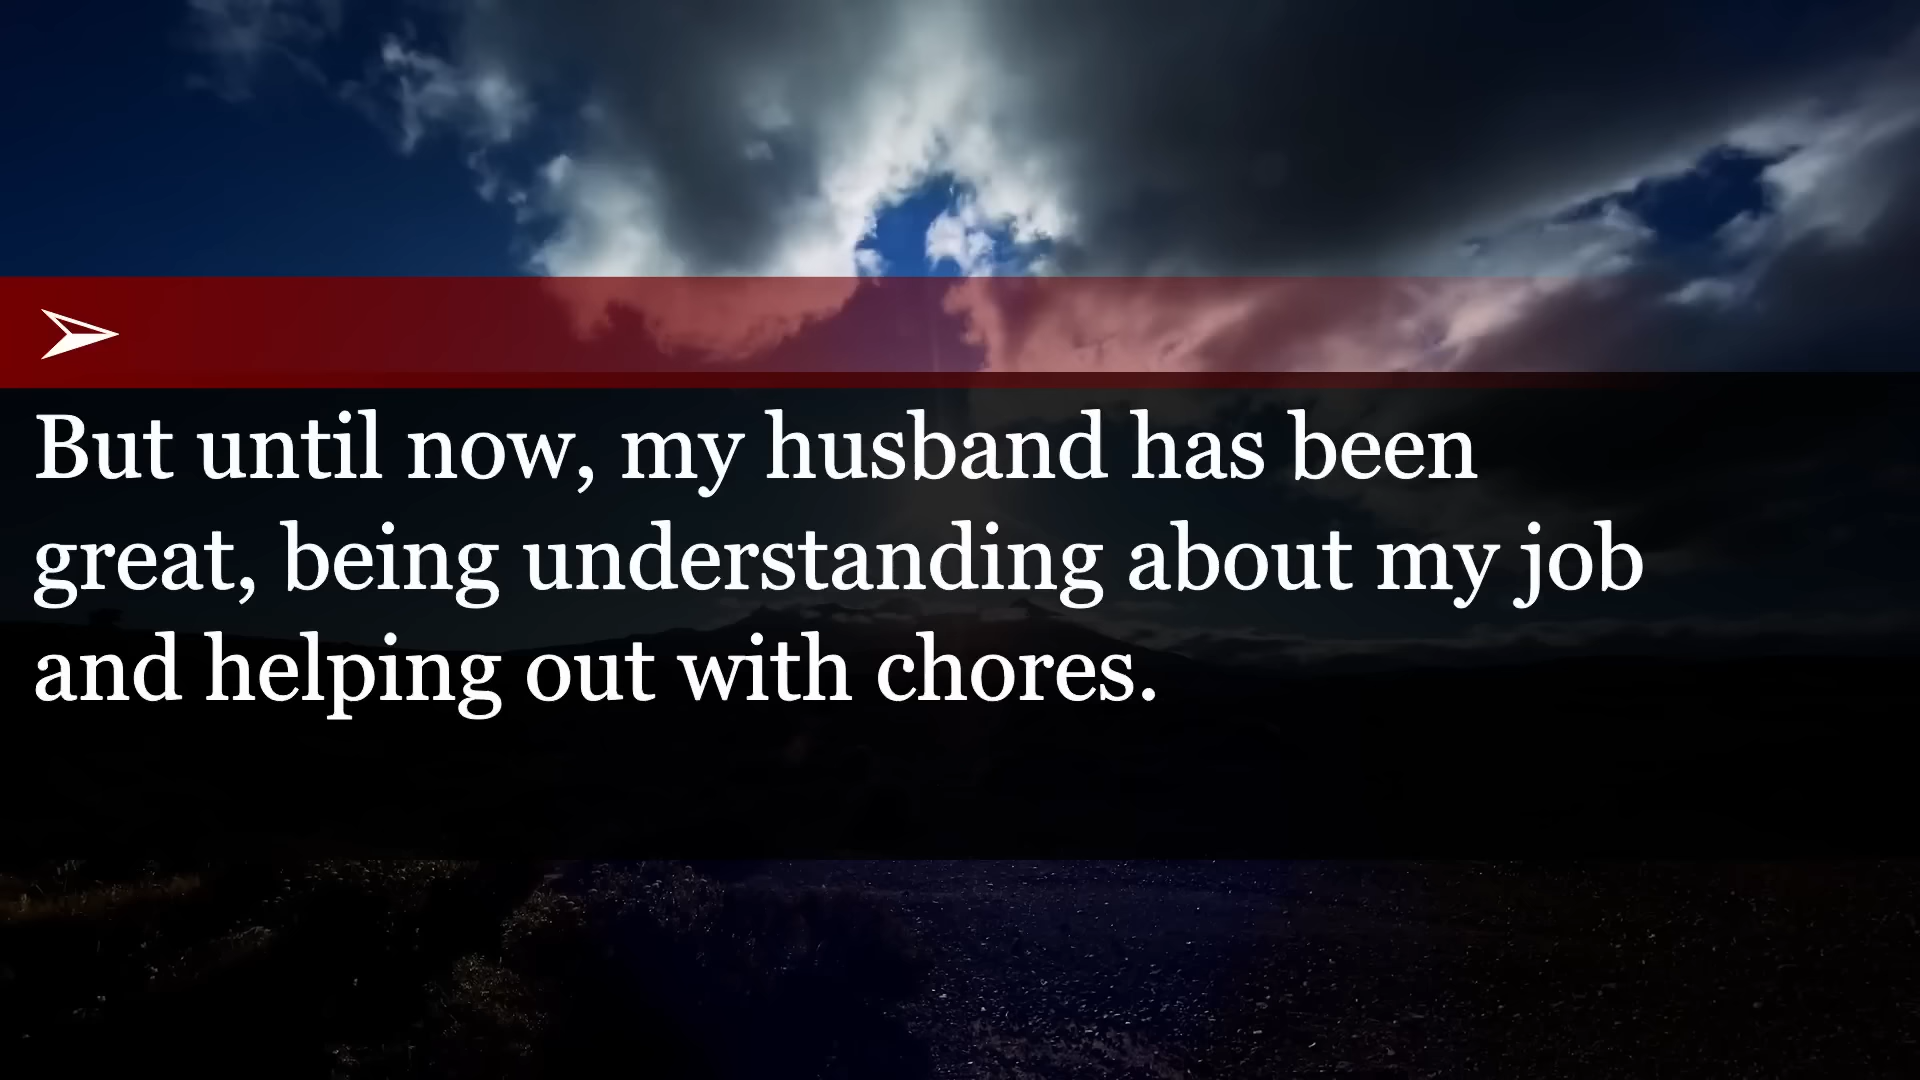 But until now, my husband has been
great, being understanding about my job
and helping out with chores.